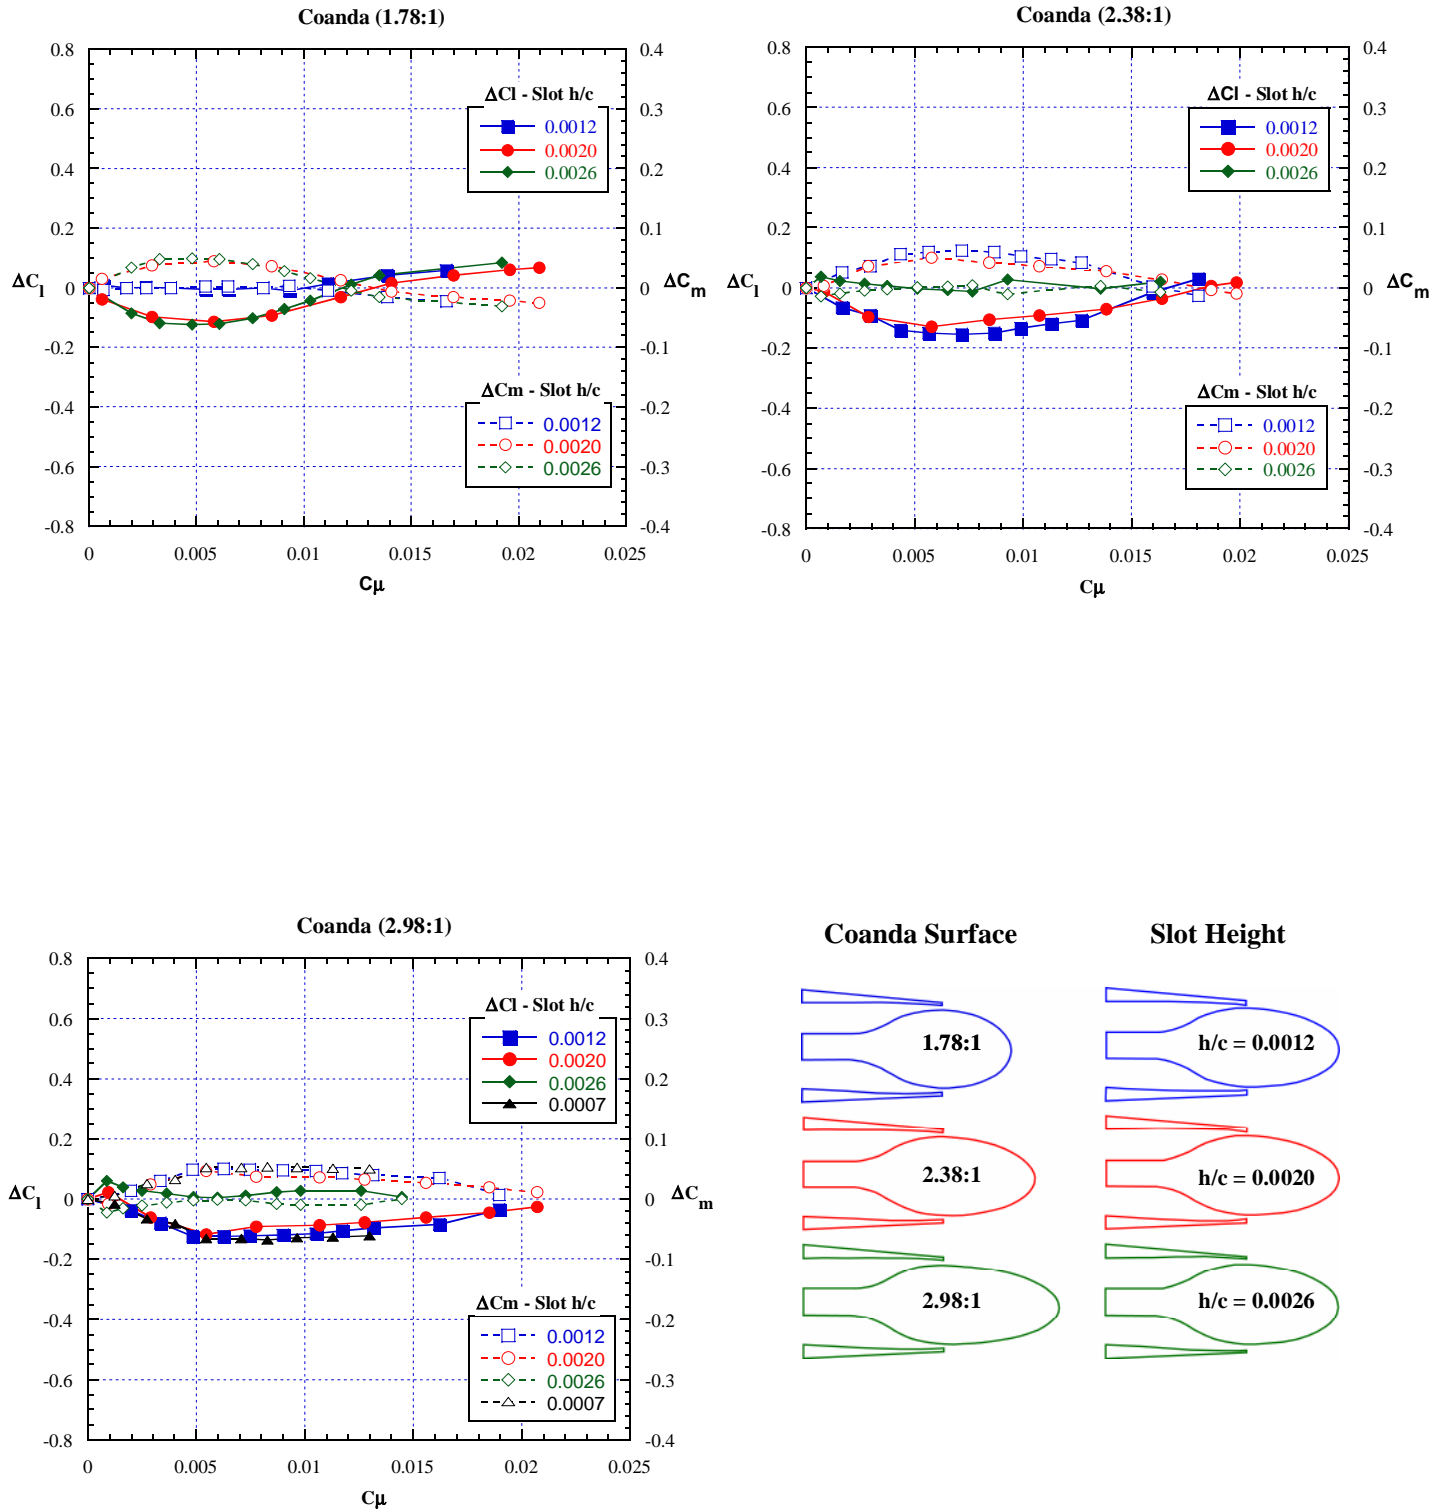 Coanda (1.78:1)
0.8
0.6
0.4
0.2
0
-0.2
-0.4
-0.6
-0.8
ΔCl
0.4
0.3
0.2
0.1
0
-0.1
-0.2
-0.3
-0.4
ΔCm
ΔCl - Slot h/c
0.0012
0.0020
0.0026
ΔCm - Slot h/c
0.0012
0.0020
0.0026
0 0.005 0.01 0.015 0.02 0.025
Cμ
Coanda (2.38:1)
0.8
0.6
0.4
0.2
0
-0.2
-0.4
-0.6
-0.8
ΔCl
0.4
0.3
0.2
0.1
0
-0.1
-0.2
-0.3
-0.4
ΔCm
ΔCl - Slot h/c
0.0012
0.0020
0.0026
ΔCm - Slot h/c
0.0012
0.0020
0.0026
0 0.005 0.01 0.015 0.02 0.025
Cμ
Coanda (2.98:1)
0.8
0.6
0.4
0.2
0
-0.2
-0.4
-0.6
-0.8
ΔCl
0.4
0.3
0.2
0.1
0
-0.1
-0.2
-0.3
-0.4
ΔCm
ΔCl - Slot h/c
0.0012
0.0020
0.0026
0.0007
ΔCm - Slot h/c
0.0012
0.0020
0.0026
0.0007
0 0.005 0.01 0.015 0.02 0.025
Cμ
Coanda Surface
1.78:1
2.38:1
2.98:1
Slot Height
h/c = 0.0012
h/c = 0.0020
h/c = 0.0026